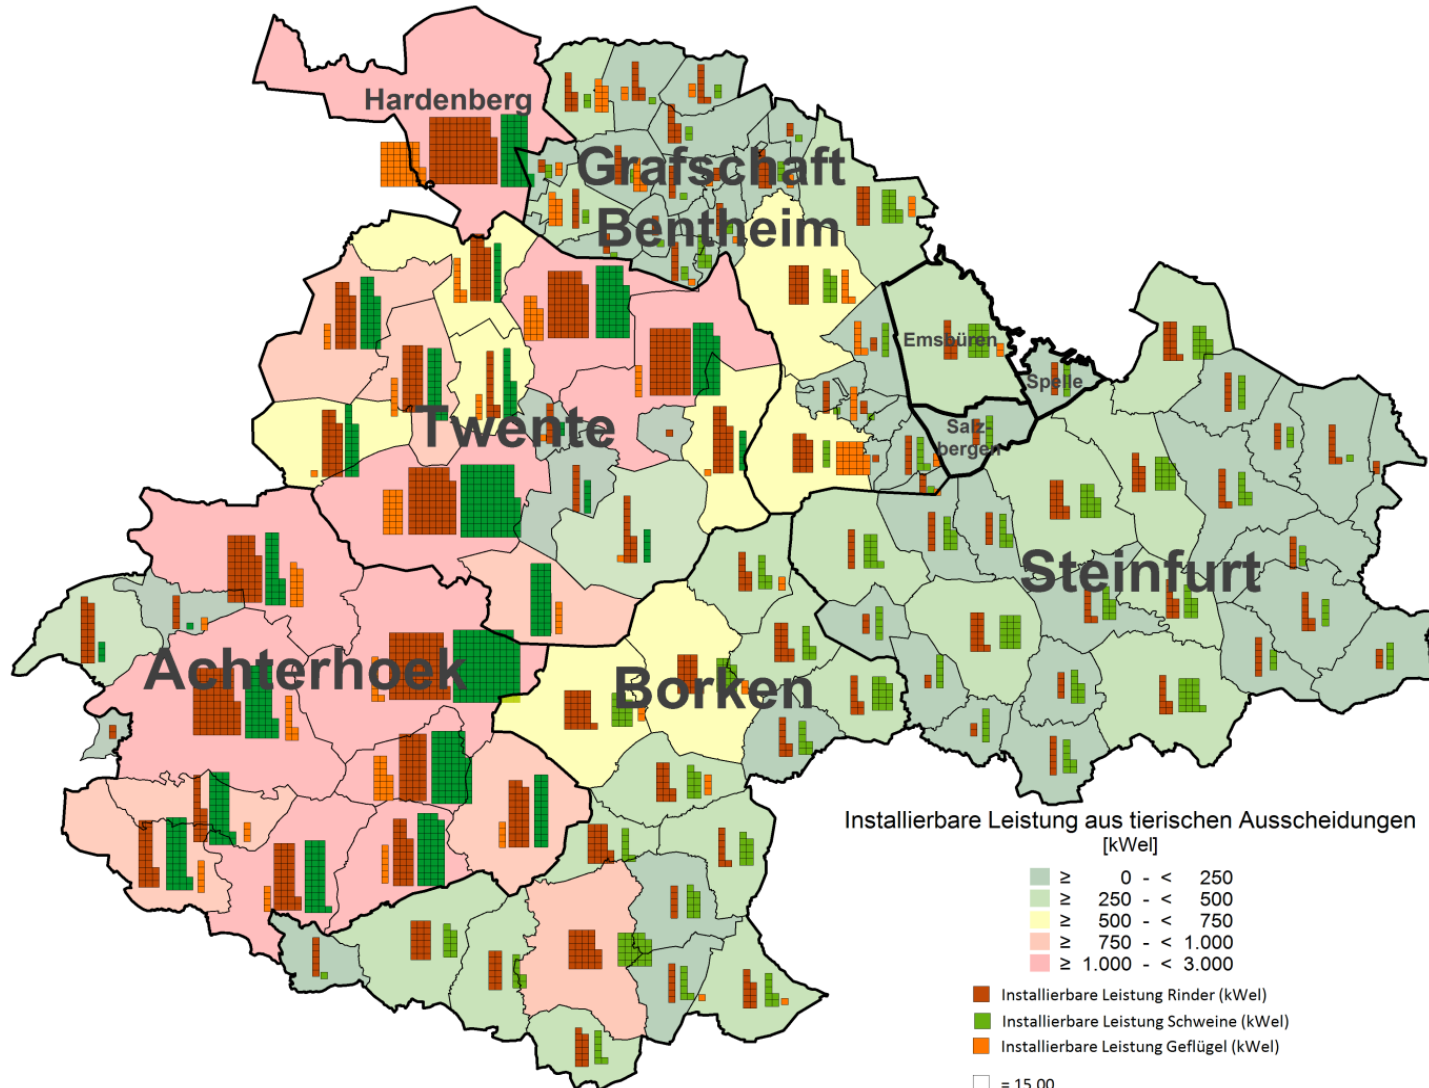 Hardenberg
Grafschaft
Bentheim
Emsbüren
Spelle
Salz-
bergen
Twente
Steinfurt
Achterhoek
Borken
Installierbare Leistung aus tierischen Ausscheidungen
[kWel]
≥ 0 - < 250
≥ 250 - < 500
≥ 500 - < 750
≥ 750 - < 1.000
≥ 1.000 - < 3.000
Installierbare Leistung Rinder (kWel)
Installierbare Leistung Schweine (kWel)
Installierbare Leistung Geflügel (kWel)
= 15,00